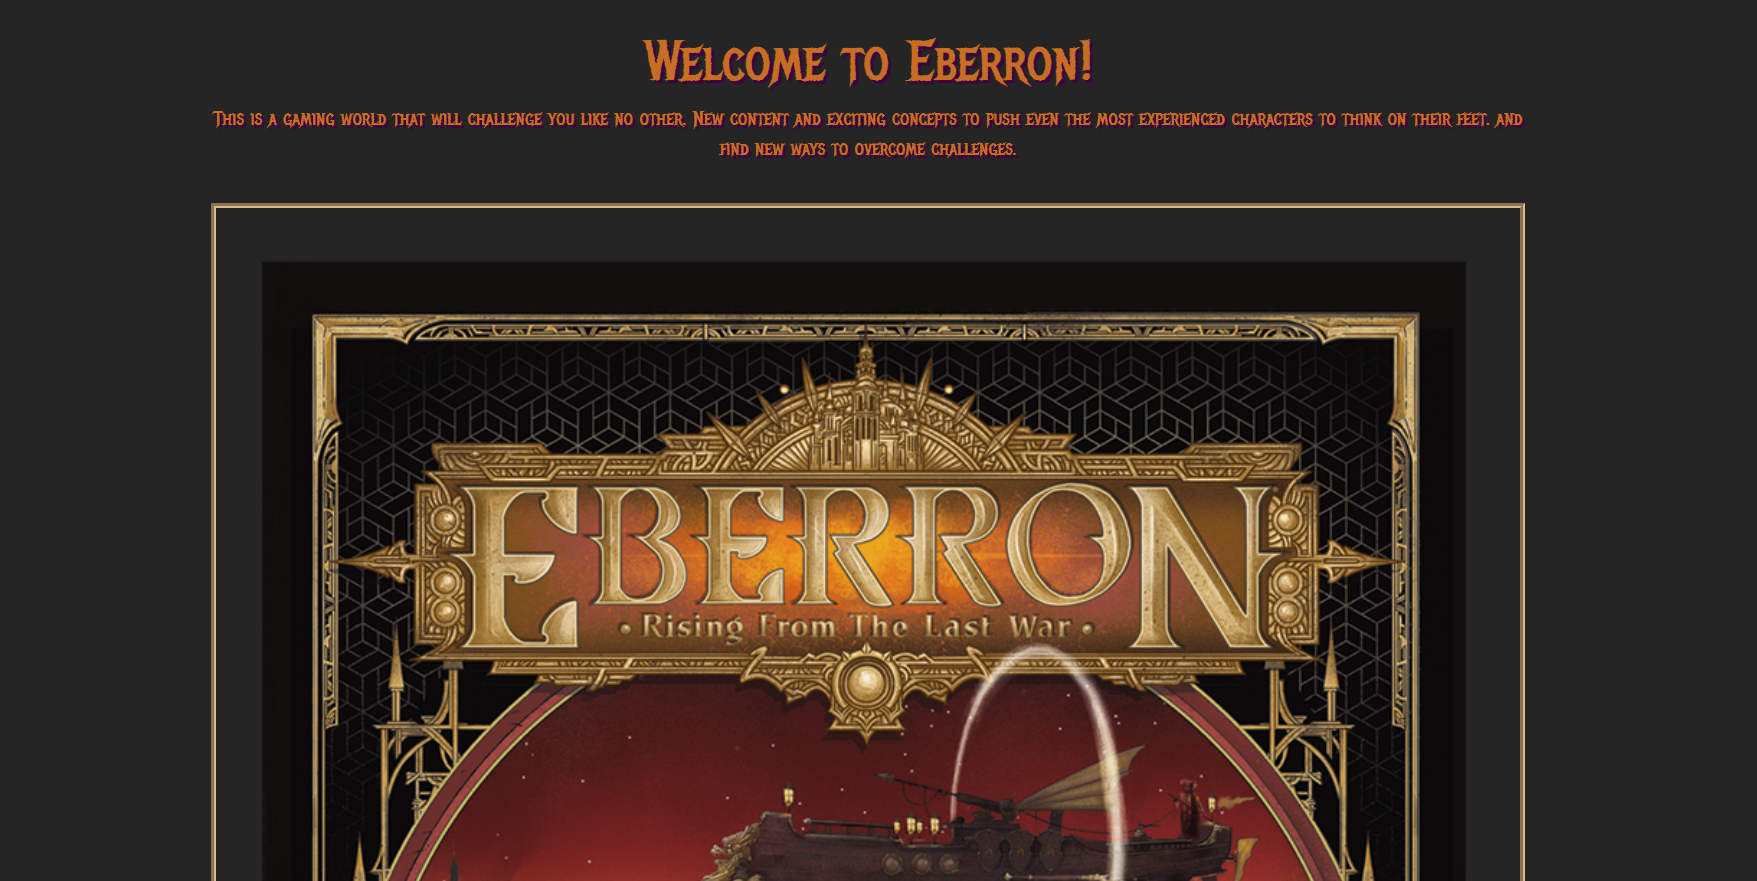 Welcome to Eberron!
This is a gaming world that will challenge you like no other. New content and exciting concepts to push even the most experienced characters to think on their feet. and
find new ways to overcome challenges.
EBERRON
• Rising From The Last War •